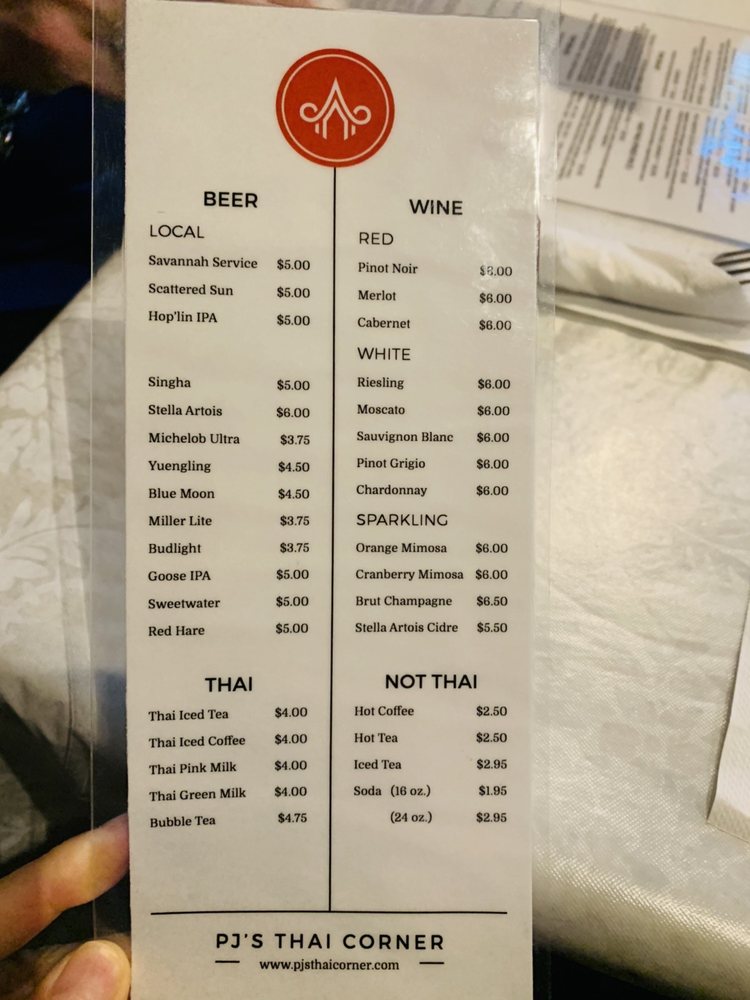 BEER
LOCAL
Savannah Service $5.00
Scattered Sun $5.00
Hop'lin IPA $5.00
Singha $5.00
Stella Artois $6.00
Michelob Ultra $3.75
Yuengling $4.50
Blue Moon $4.50
Miller Lite $3.75
Budlight $3.75
Goose IPA $5.00
Sweetwater $5.00
Red Hare $5.00
THAI
Thai Iced Tea $4.00
Thai Iced Coffee $4.00
Thai Pink Milk $4.00
Thai Green Milk $4.00
Bubble Tea $4.75
WINE
RED
Pinot Noir
Merlot $6.00
Cabernet $6.00
WHITE
Riesling $6.00
Moscato $6.00
Sauvignon Blanc $6.00
Pinot Grigio $6.00
Chardonnay $6.00
SPARKLING
Orange Mimosa $6.00
Cranberry Mimosa $6.00
Brut Champagne $6.50
Stella Artois Cidre $5.50
NOT THAI
Hot Coffee $2.50
Hot Tea $2.50
Iced Tea $2.95
Soda (16 oz.) $1.95
(24 oz.) $2.95
PJ'S THAI CORNER
www.pjsthaicorner.com